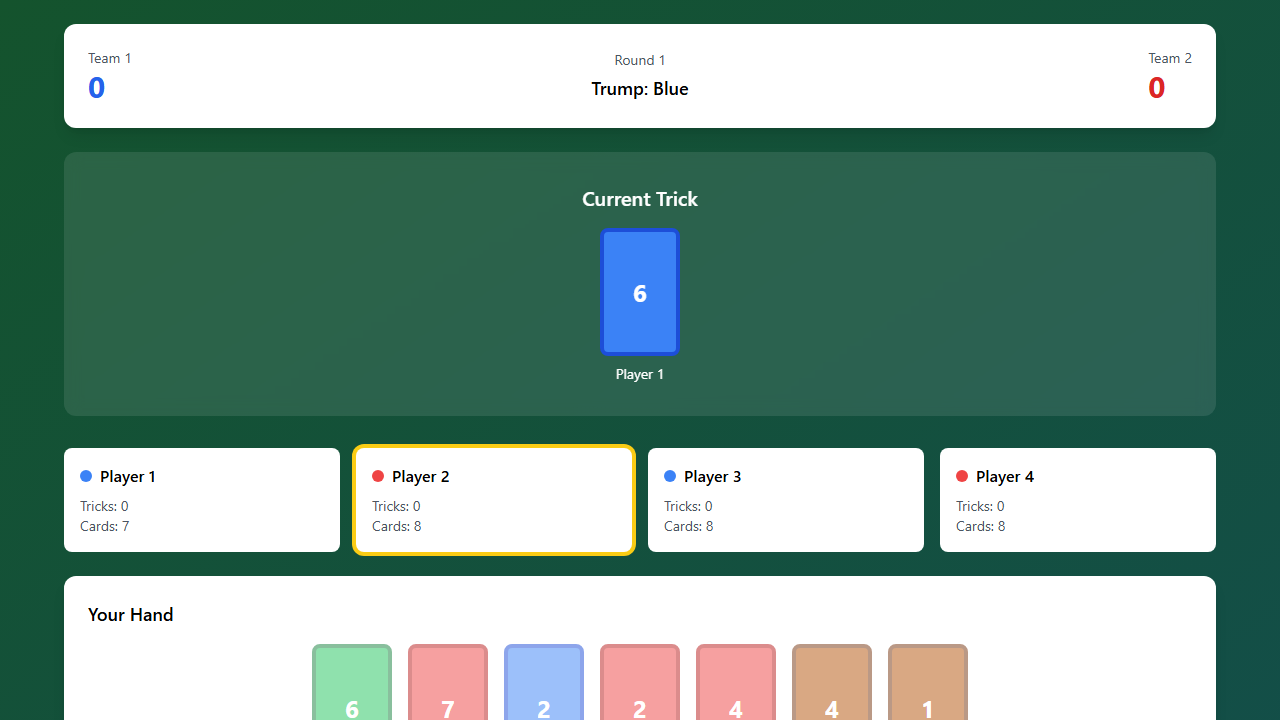 Team 1
0
Round 1
Trump: Blue
Team 2
0
Current Trick
6
Player 1
Player 1
Tricks: 0
Cards: 7
Player 2
Tricks: 0
Cards: 8
Player 3
Tricks: 0
Cards: 8
Player 4
Tricks: 0
Cards: 8
Your Hand
6 7 2 2 4 4 1